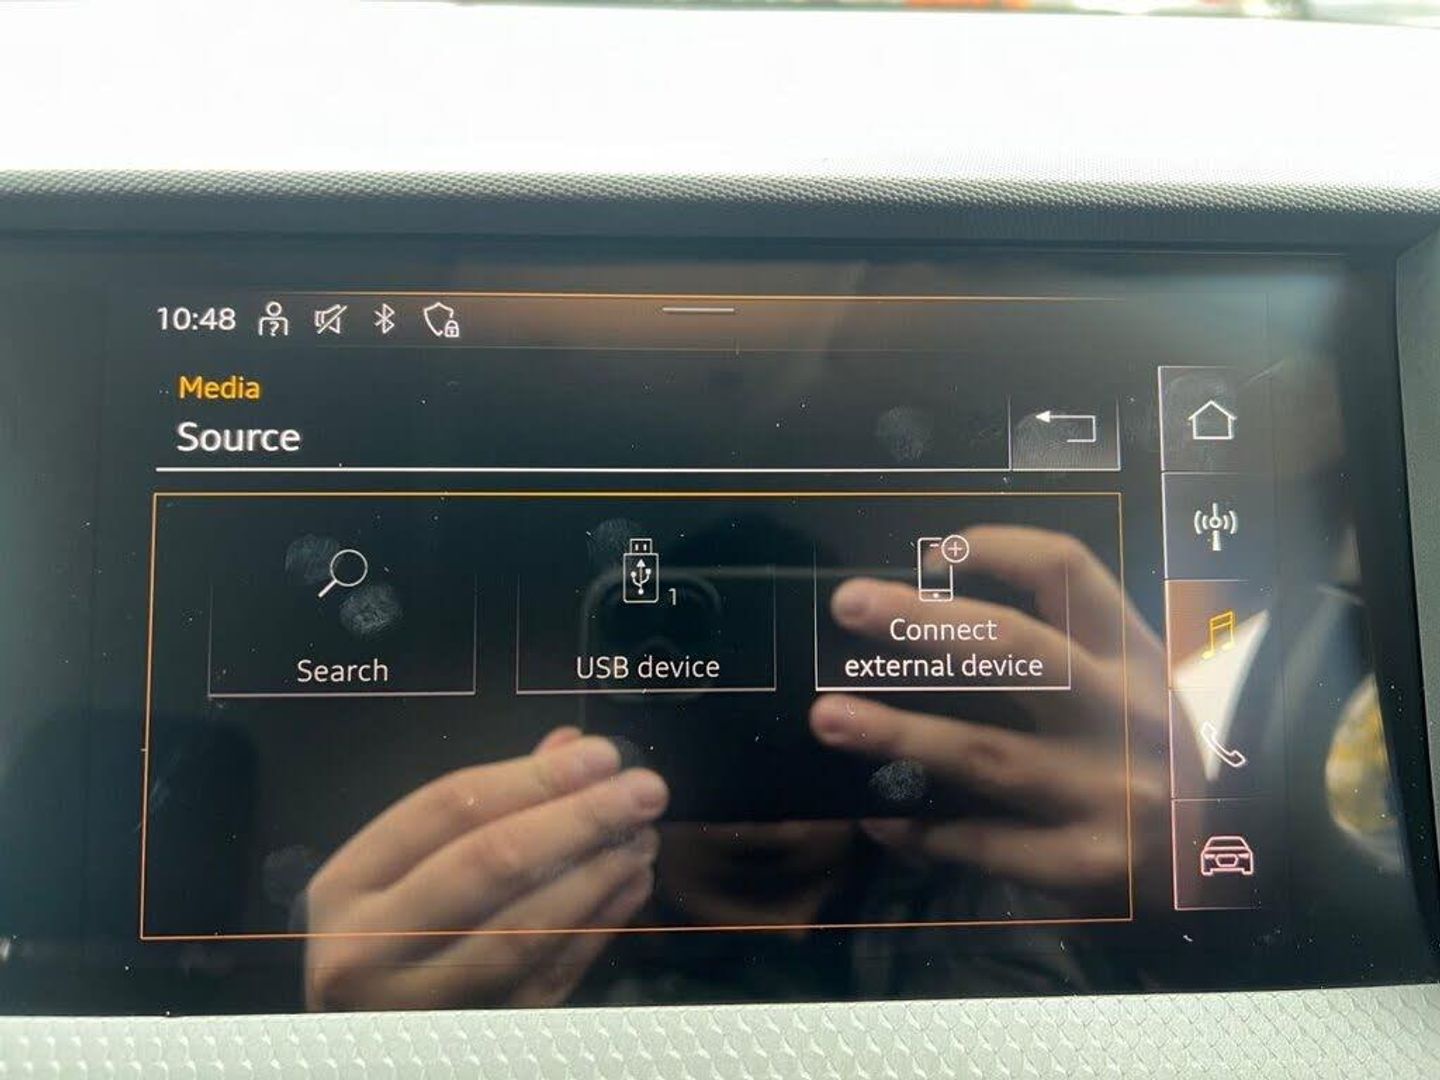 10:48
Media
Source
Search
1
USB device
Connect
external device